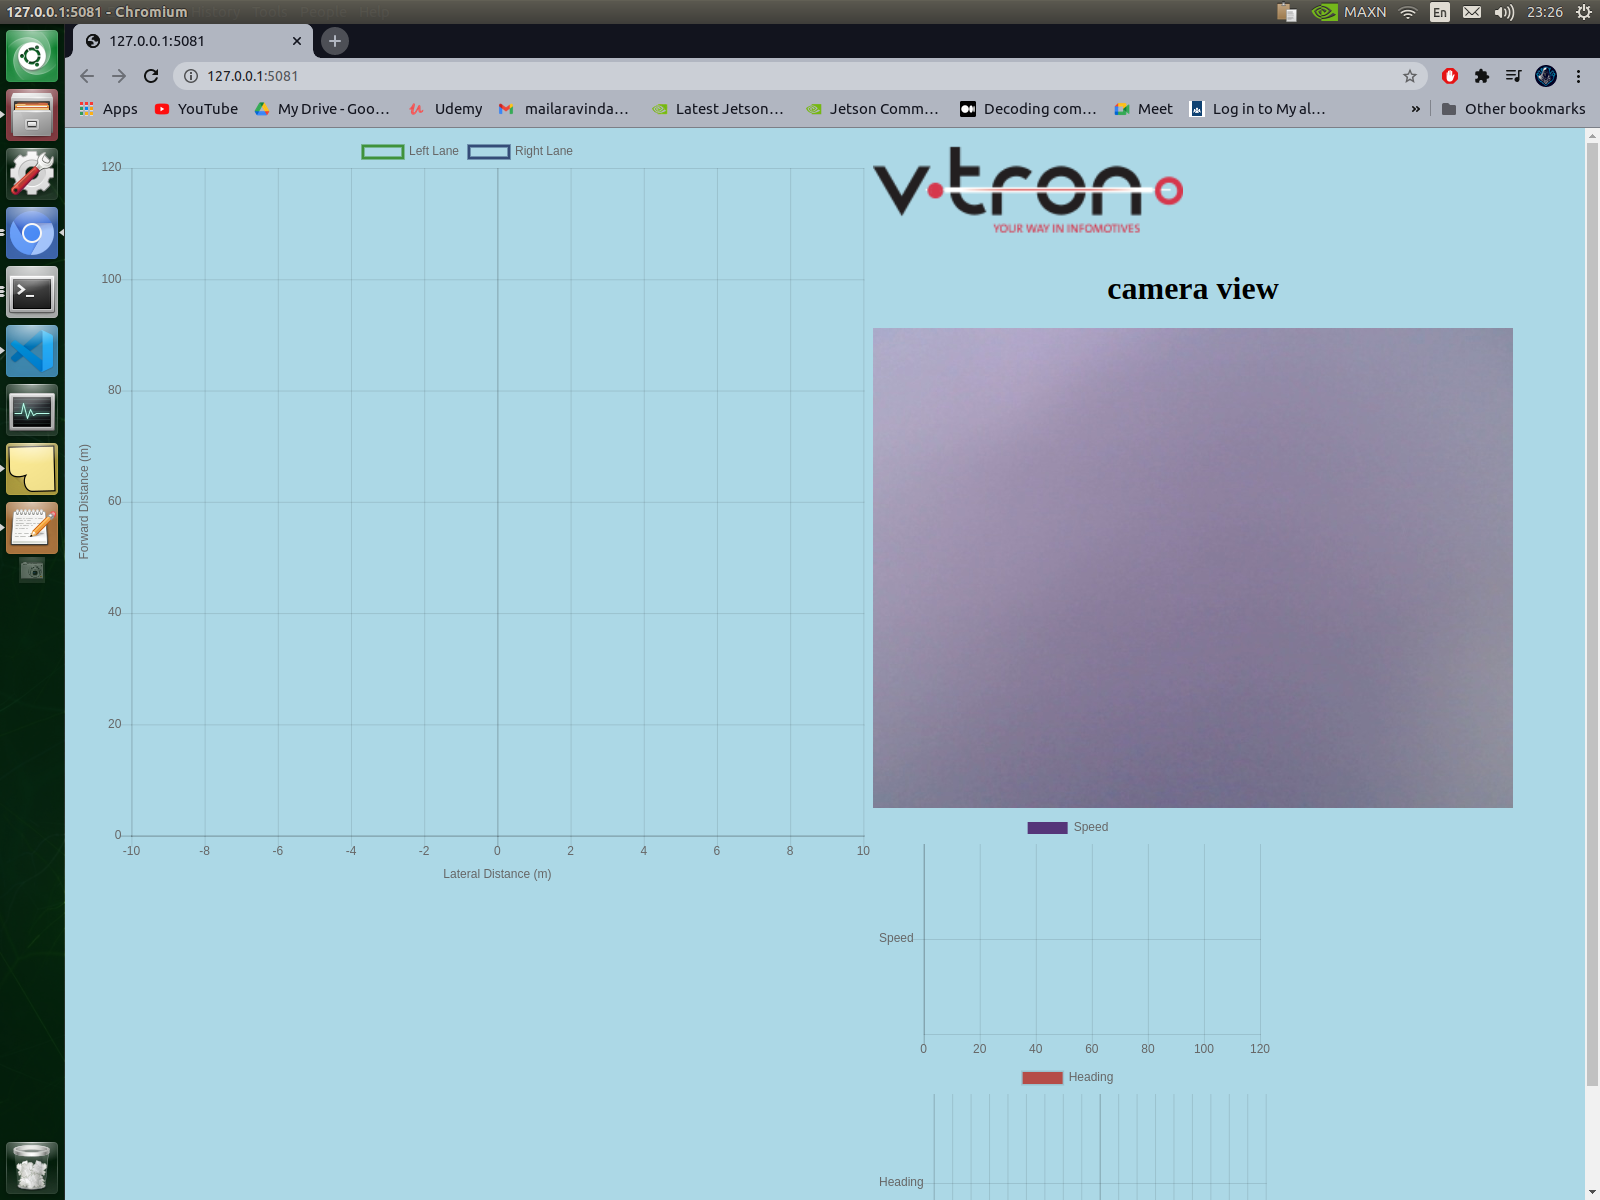 127.0.0.1:5081 - Chromium
MAXN En 23:26
127.0.0.1:5081
127.0.0.1:5081
Apps YouTube My Drive - Goo... Udemy mailaravinda... Latest Jetson... Jetson Comm... Decoding com... Meet Log in to My al... » Other bookmarks
Left Lane Right Lane
120
100
80
60
40
20
0
Forward Distance (m)
-10 -8 -6 -4 -2 0 2 4 6 8 10
Lateral Distance (m)
v·tron
YOUR WAY IN INFOMOTIVES
camera view
Speed
Speed
0 20 40 60 80 100 120
Heading
Heading